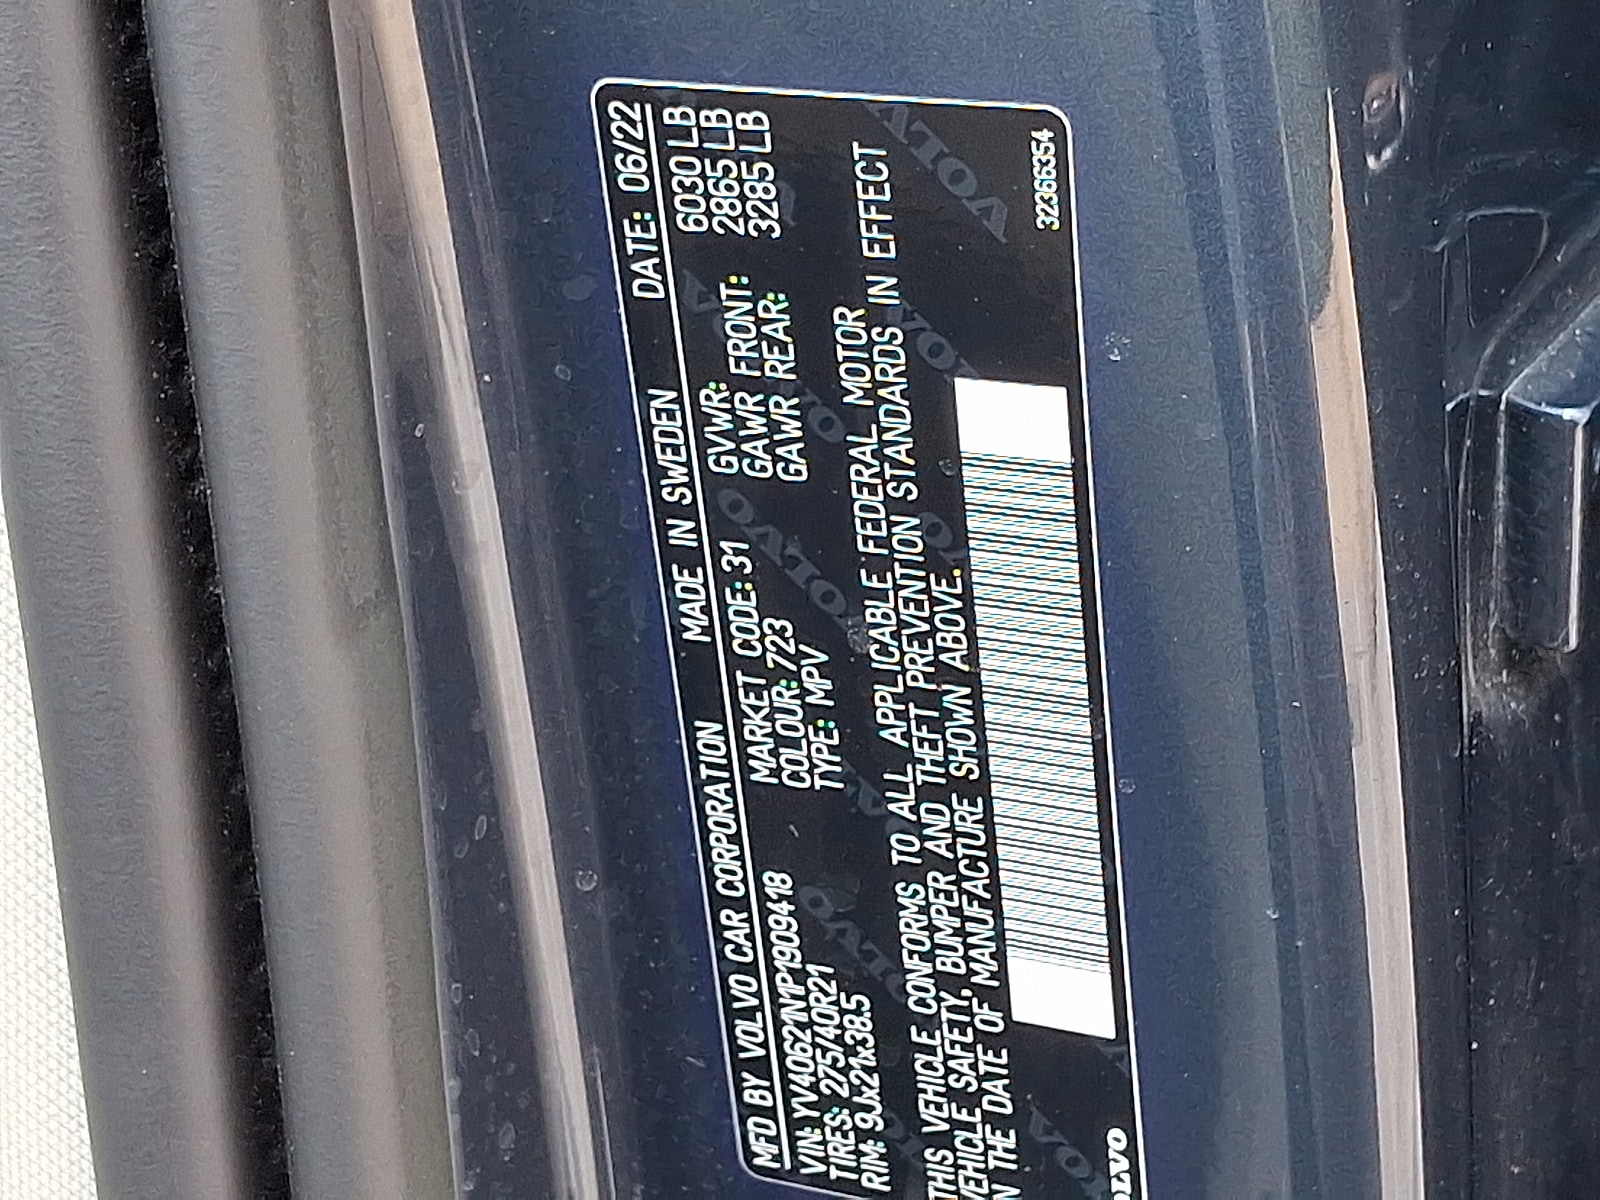 MFD BY VOLVO CAR CORPORATION MADE IN SWEDEN DATE: 06/22
VIN: YV40621N1P1909418 MARKET CODE: 31 GVWR: 6030 LB
TIRES: 275/40R21 COLOUR: 723 GAWR FRONT: 2865 LB
RIM: 9Jx21x38.5 TYPE: MPV GAWR REAR: 3285 LB
THIS VEHICLE CONFORMS TO ALL APPLICABLE FEDERAL MOTOR
VEHICLE SAFETY, BUMPER AND THEFT PREVENTION STANDARDS IN EFFECT
N THE DATE OF MANUFACTURE SHOWN ABOVE.
OLVO 32366354